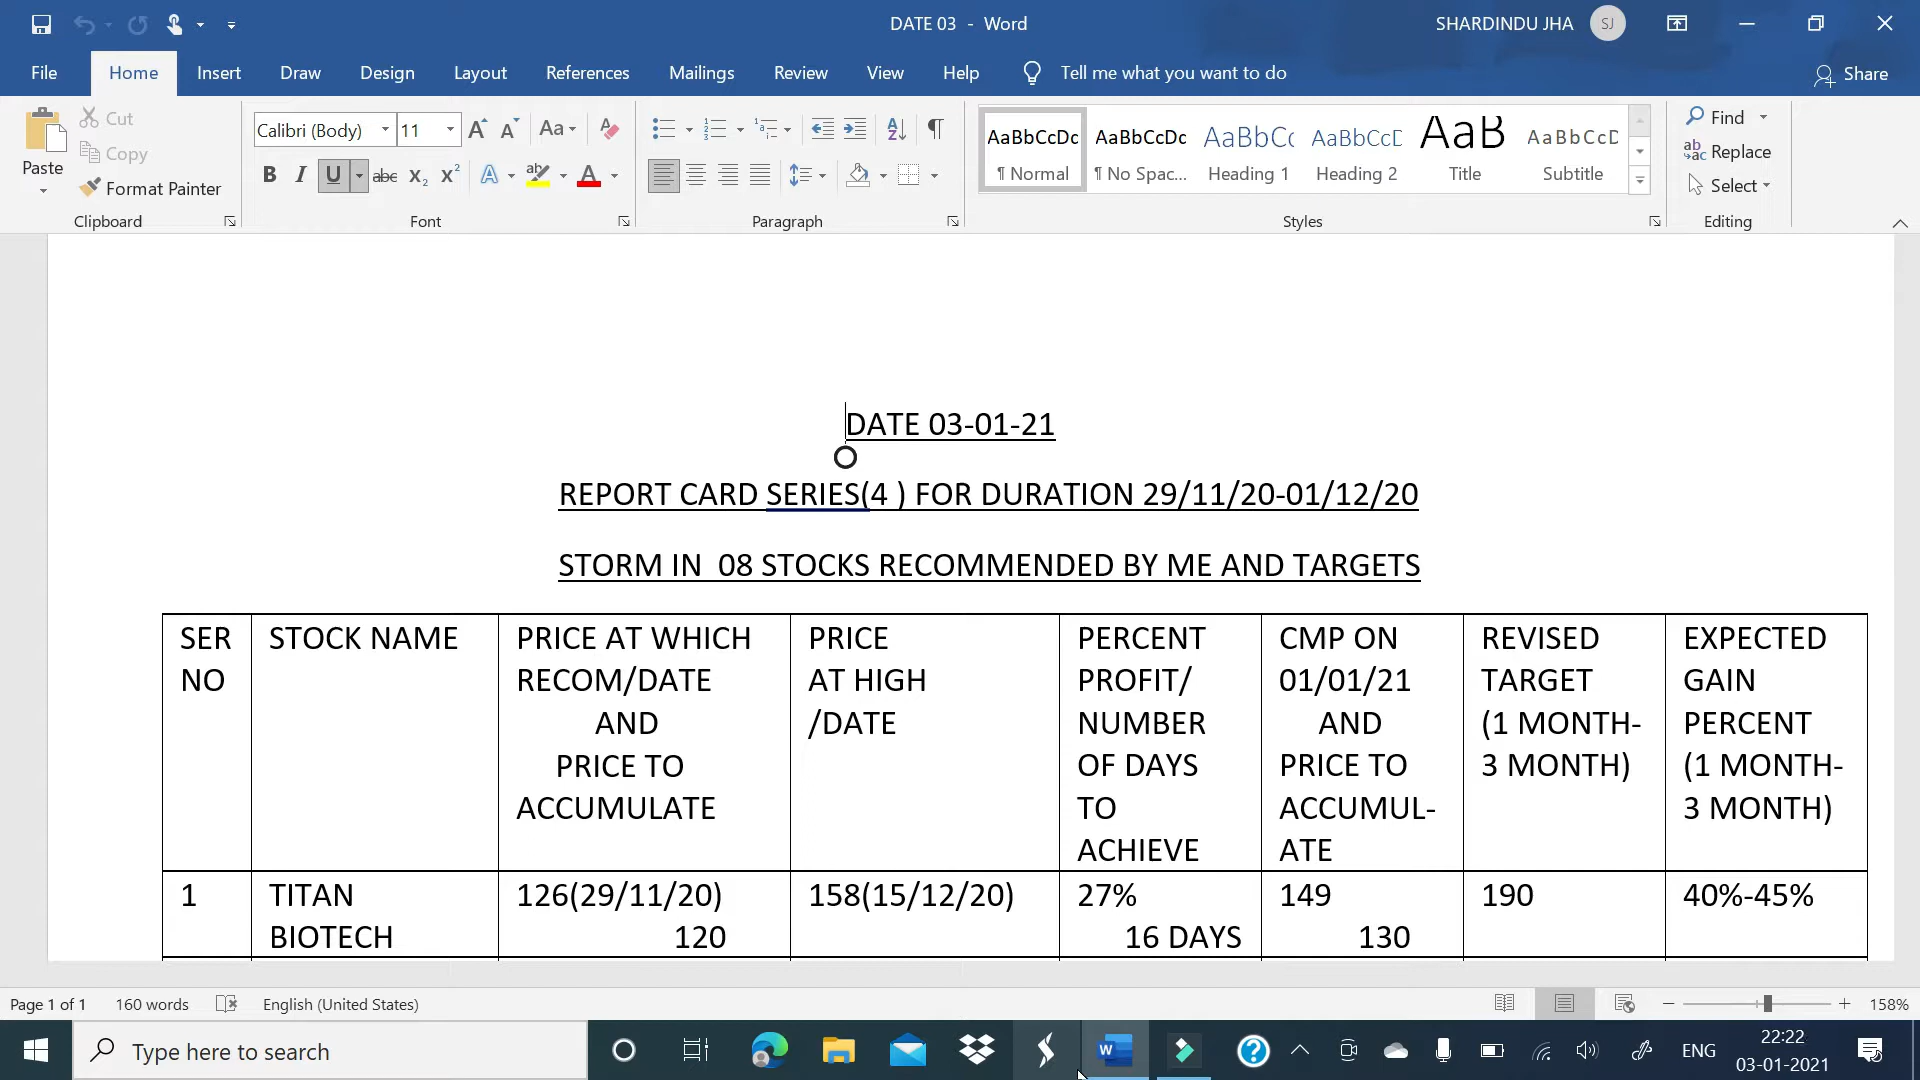 DATE 03 - Word
SHARDINDU JHA SJ
File Home Insert Draw Design Layout References Mailings Review View Help Tell me what you want to do Share
Paste
Cut
Copy
Format Painter
Clipboard
Calibri (Body) 11 Aa
B I U abc X₂ X² A A
Font
Paragraph
AaBbCcDc AaBbCcDc AaBbCc AaBbCcD AaB AaBbCcD
¶ Normal ¶ No Spac... Heading 1 Heading 2 Title Subtitle
Styles
Find
Replace
Select
Editing
DATE 03-01-21
REPORT CARD SERIES(4 ) FOR DURATION 29/11/20-01/12/20
STORM IN 08 STOCKS RECOMMENDED BY ME AND TARGETS
SER
NO
STOCK NAME
PRICE AT WHICH
RECOM/DATE
AND
PRICE TO
ACCUMULATE
PRICE
AT HIGH
/DATE
PERCENT
PROFIT/
NUMBER
OF DAYS
TO
ACHIEVE
CMP ON
01/01/21
AND
PRICE TO
ACCUMUL-
ATE
REVISED
TARGET
(1 MONTH-
3 MONTH)
EXPECTED
GAIN
PERCENT
(1 MONTH-
3 MONTH)
1
TITAN
BIOTECH
126(29/11/20)
120
158(15/12/20)
27%
16 DAYS
149
130
190
40%-45%
Page 1 of 1 160 words English (United States) 158%
Type here to search
ENG
22:22
03-01-2021